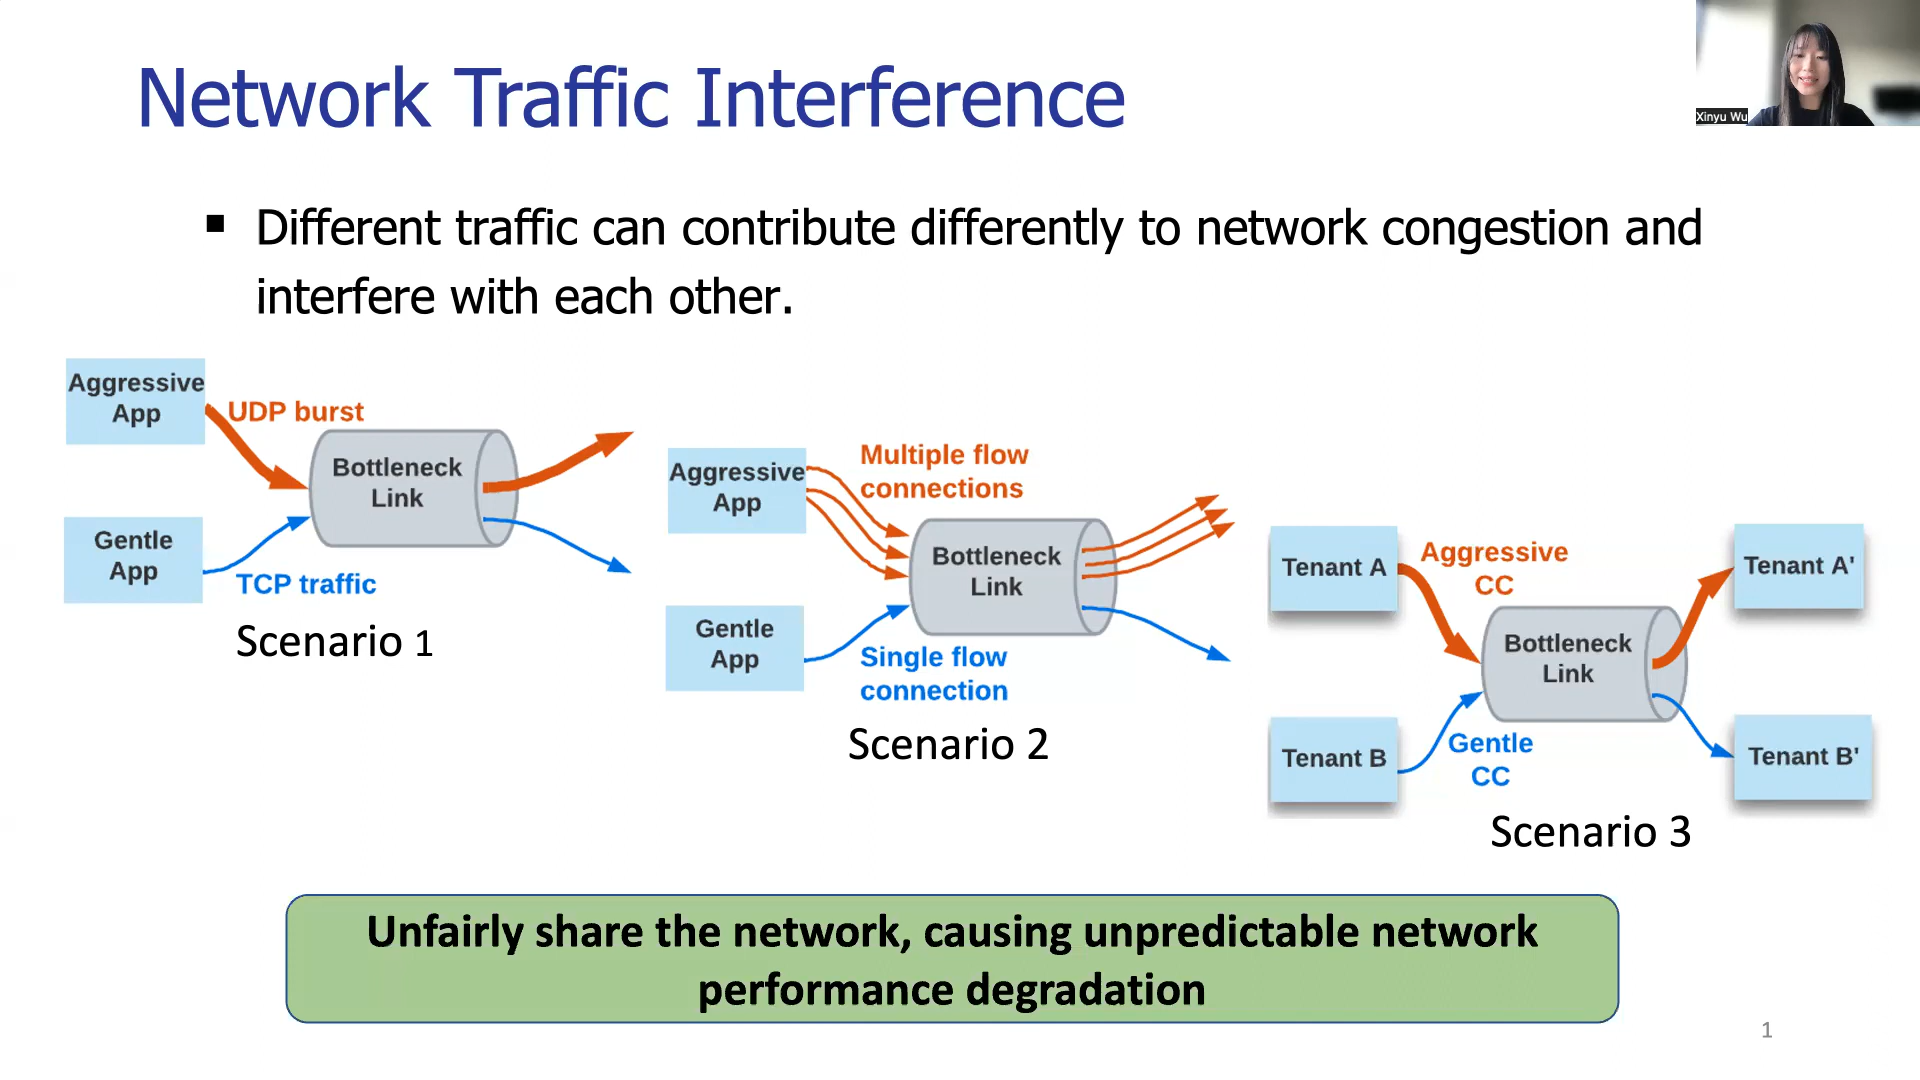 Network Traffic Interference
Xinyu Wu
■ Different traffic can contribute differently to network congestion and
interfere with each other.
Aggressive
App
UDP burst
Bottleneck
Link
Gentle
App
TCP traffic
Scenario 1
Aggressive
App
Multiple flow
connections
Bottleneck
Link
Gentle
App
Single flow
connection
Scenario 2
Tenant A
Aggressive
CC
Tenant A'
Bottleneck
Link
Tenant B
Gentle
CC
Tenant B'
Scenario 3
Unfairly share the network, causing unpredictable network
performance degradation
1